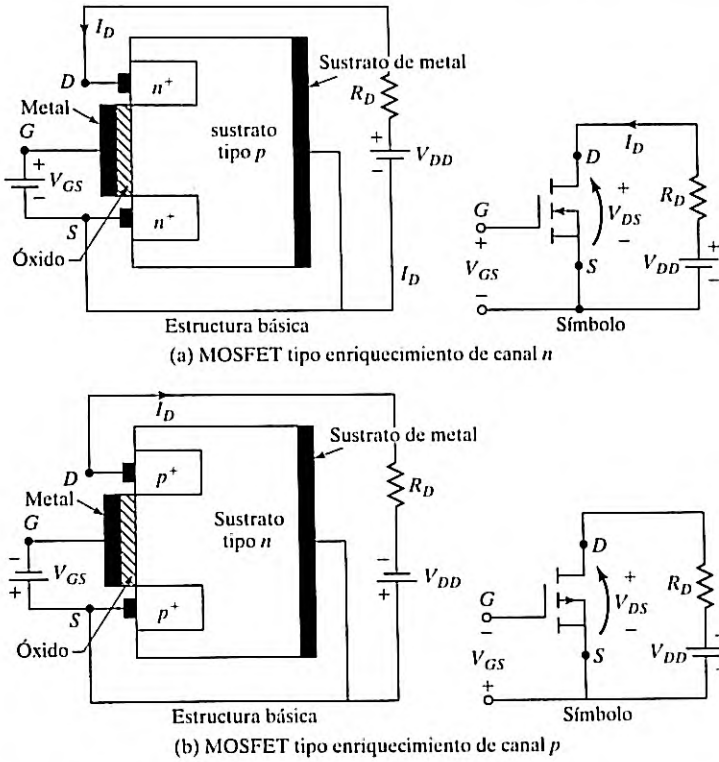 I_D
D
n+
Metal
G
+
V_GS
−
S
n+
Óxido
sustrato
tipo p
Sustrato de metal
R_D
+
−
V_DD
I_D
Estructura básica
I_D
D
G
+
V_GS
−
+
V_DS
−
S
R_D
V_DD
+
−
Símbolo
(a) MOSFET tipo enriquecimiento de canal n
I_D
D
p+
Metal
G
−
V_GS
+
S
p+
Óxido
Sustrato
tipo n
Sustrato de metal
R_D
−
+
V_DD
Estructura básica
D
G
−
V_GS
+
+
V_DS
−
S
R_D
V_DD
Símbolo
(b) MOSFET tipo enriquecimiento de canal p